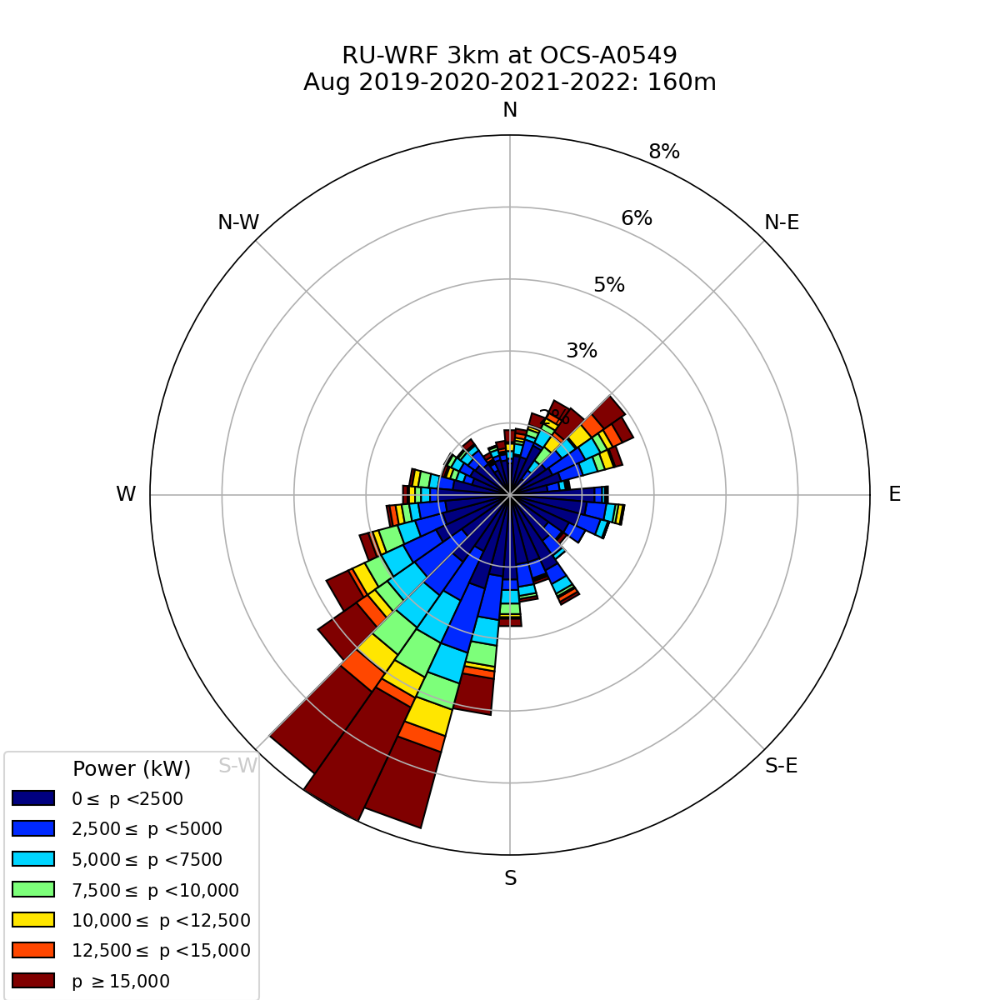 RU-WRF 3km at OCS-A0549
Aug 2019-2020-2021-2022: 160m
N
8%
N-W
6%
N-E
5%
3%
2%
W
E
S-W
S-E
S
Power (kW)
0≤ p <2500
2,500≤ p <5000
5,000≤ p <7500
7,500≤ p <10,000
10,000≤ p <12,500
12,500≤ p <15,000
p ≥15,000